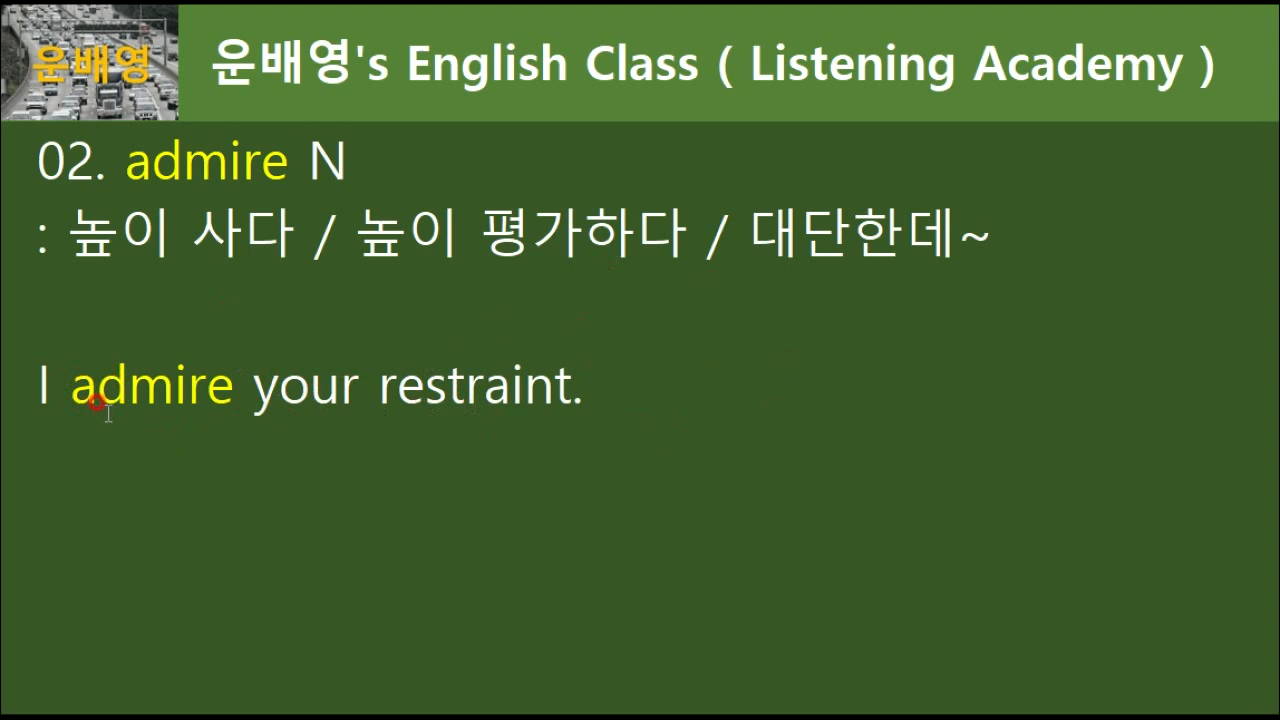 운배영
운배영's English Class ( Listening Academy )
02. admire N
: 높이 사다 / 높이 평가하다 / 대단한데~
I admire your restraint.